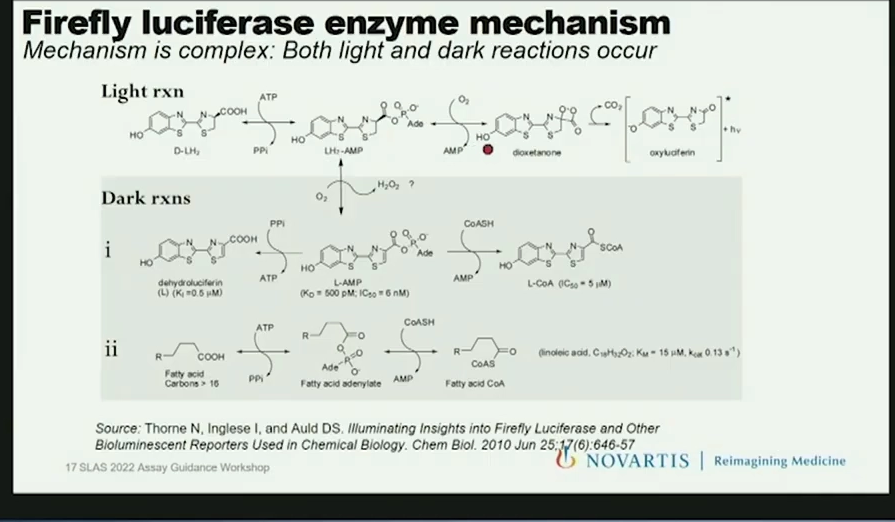 Firefly luciferase enzyme mechanism
Mechanism is complex: Both light and dark reactions occur
Light rxn
ATP
COOH
HO
D-LH₂
PPi
O
O
P
O⁻
O
Ade
HO
LH₂-AMP
O₂
AMP
HO
dioxetanone
CO₂
oxyluciferin
*
+ hν
O₂
H₂O₂ ?
Dark rxns
i
COOH
HO
dehydroluciferin
(L) (Kᵢ =0.5 µM)
PPi
ATP
Ade
HO
L-AMP
(K_D = 500 pM; IC₅₀ = 6 nM)
CoASH
AMP
SCoA
HO
L-CoA (IC₅₀ = 5 µM)
ii
R
COOH
Fatty acid
Carbons > 16
ATP
PPi
R
O
Ade
Fatty acid adenylate
CoASH
AMP
R
O
CoAS
Fatty acid CoA
(linoleic acid, C₁₈H₃₂O₂; K_M = 15 µM, k_cat 0.13 s⁻¹)
Source: Thorne N, Inglese I, and Auld DS. Illuminating Insights into Firefly Luciferase and Other
Bioluminescent Reporters Used in Chemical Biology. Chem Biol. 2010 Jun 25;17(6):646-57
17 SLAS 2022 Assay Guidance Workshop
NOVARTIS | Reimagining Medicine